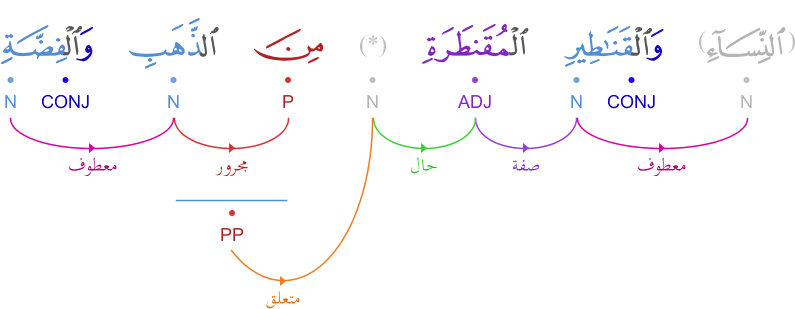 (ٱلنِّسَآءِ) وَٱلْقَنَـٰطِيرِ ٱلْمُقَنطَرَةِ (*) مِنَ ٱلذَّهَبِ وَٱلْفِضَّةِ
N CONJ N P N ADJ N CONJ N
معطوف صفة حال مجرور معطوف
PP
متعلق